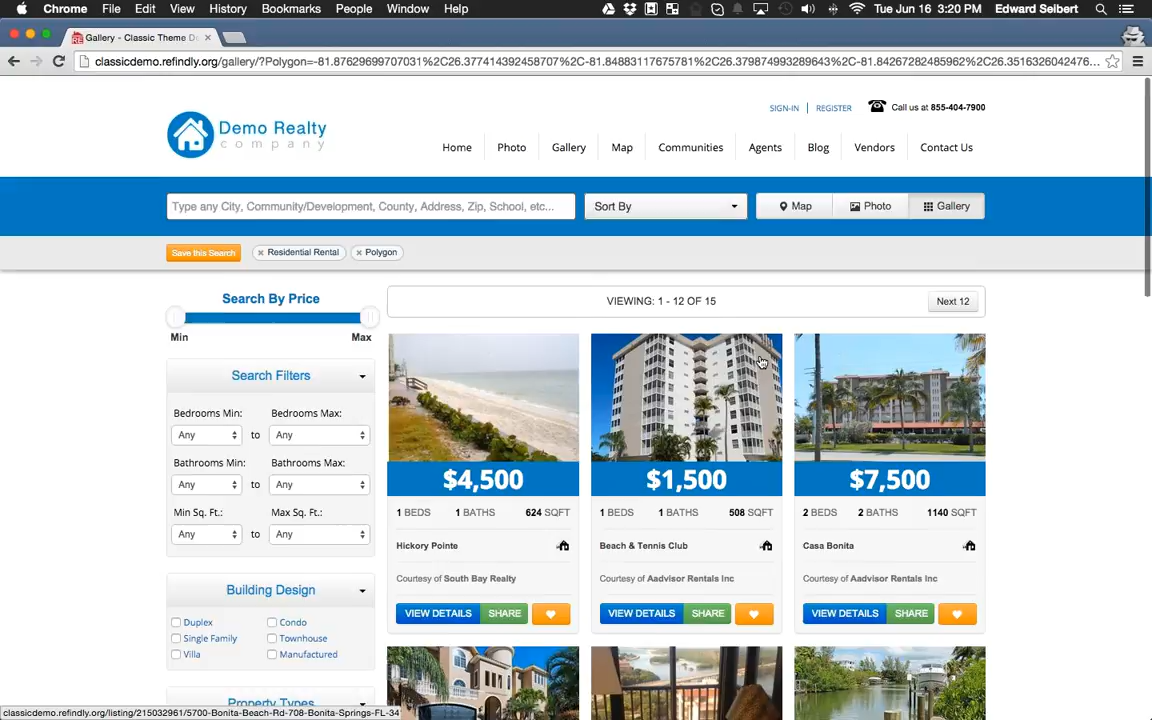 Chrome File Edit View History Bookmarks People Window Help Tue Jun 16 3:20 PM Edward Seibert
Gallery - Classic Theme De
classicdemo.refindly.org/gallery/?Polygon=-81.87629699707031%2C26.377414392458707%2C-81.84883117675781%2C26.379874993289643%2C-81.84267282485962%2C26.3516326042476...
SIGN-IN | REGISTER Call us at 855-404-7900
Demo Realty
company
Home Photo Gallery Map Communities Agents Blog Vendors Contact Us
Type any City, Community/Development, County, Address, Zip, School, etc... Sort By Map Photo Gallery
Save this Search × Residential Rental × Polygon
Search By Price
Min Max
VIEWING: 1 - 12 OF 15 Next 12
Search Filters
Bedrooms Min: Bedrooms Max:
Any to Any
Bathrooms Min: Bathrooms Max:
Any to Any
Min Sq. Ft.: Max Sq. Ft.:
Any to Any
Building Design
Duplex Condo
Single Family Townhouse
Villa Manufactured
Property Types
$4,500 $1,500 $7,500
1 BEDS 1 BATHS 624 SQFT 1 BEDS 1 BATHS 508 SQFT 2 BEDS 2 BATHS 1140 SQFT
Hickory Pointe Beach & Tennis Club Casa Bonita
Courtesy of South Bay Realty Courtesy of Aadvisor Rentals Inc Courtesy of Aadvisor Rentals Inc
VIEW DETAILS SHARE VIEW DETAILS SHARE VIEW DETAILS SHARE
classicdemo.refindly.org/listing/215032961/5700-Bonita-Beach-Rd-708-Bonita-Springs-FL-341